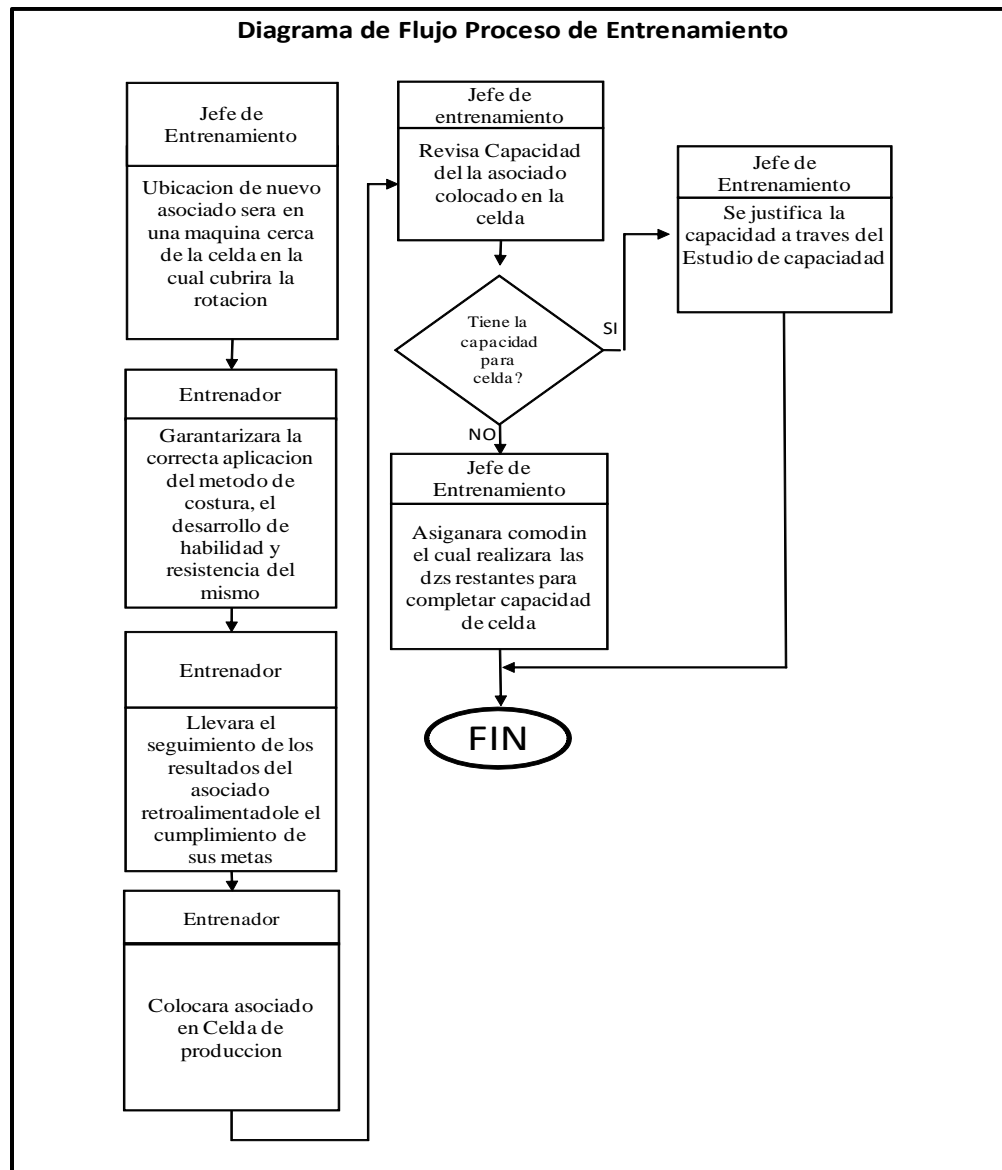 Diagrama de Flujo Proceso de Entrenamiento
Jefe de
Entrenamiento
Ubicacion de nuevo
asociado sera en
una maquina cerca
de la celda en la
cual cubrira la
rotacion
Entrenador
Garantarizara la
correcta aplicacion
del metodo de
costura, el
desarrollo de
habilidad y
resistencia del
mismo
Entrenador
Llevara el
seguimiento de los
resultados del
asociado
retroalimentadole el
cumplimiento de
sus metas
Entrenador
Colocara asociado
en Celda de
produccion
Jefe de
entrenamiento
Revisa Capacidad
del la asociado
colocado en la
celda
Tiene la
capacidad
para
celda?
SI
Jefe de
Entrenamiento
Se justifica la
capacidad a traves del
Estudio de capaciadad
NO
Jefe de
Entrenamiento
Asiganara comodin
el cual realizara las
dzs restantes para
completar capacidad
de celda
FIN